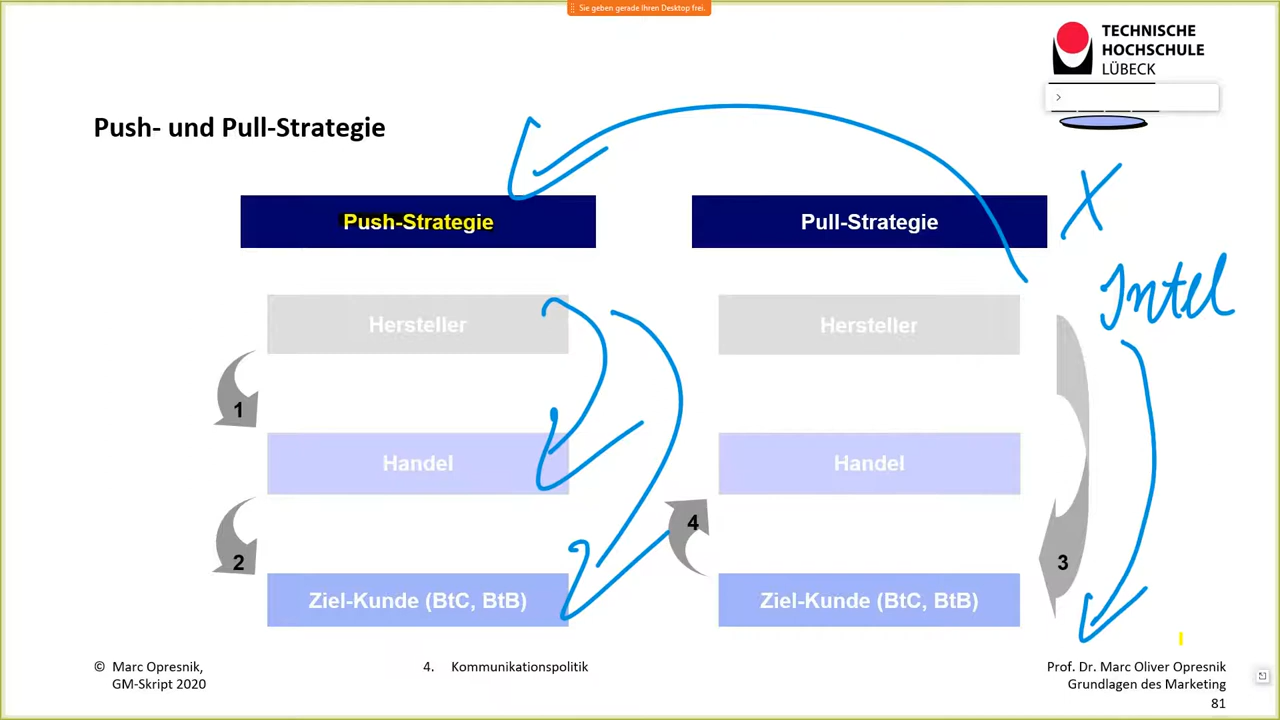 Sie geben gerade Ihren Desktop frei.
TECHNISCHE
HOCHSCHULE
LÜBECK
Push- und Pull-Strategie
X
Push-Strategie
Pull-Strategie
Intel
Hersteller
Hersteller
1
Handel
Handel
4
2
3
Ziel-Kunde (BtC, BtB)
Ziel-Kunde (BtC, BtB)
© Marc Opresnik,
GM-Skript 2020
4. Kommunikationspolitik
Prof. Dr. Marc Oliver Opresnik
Grundlagen des Marketing
81